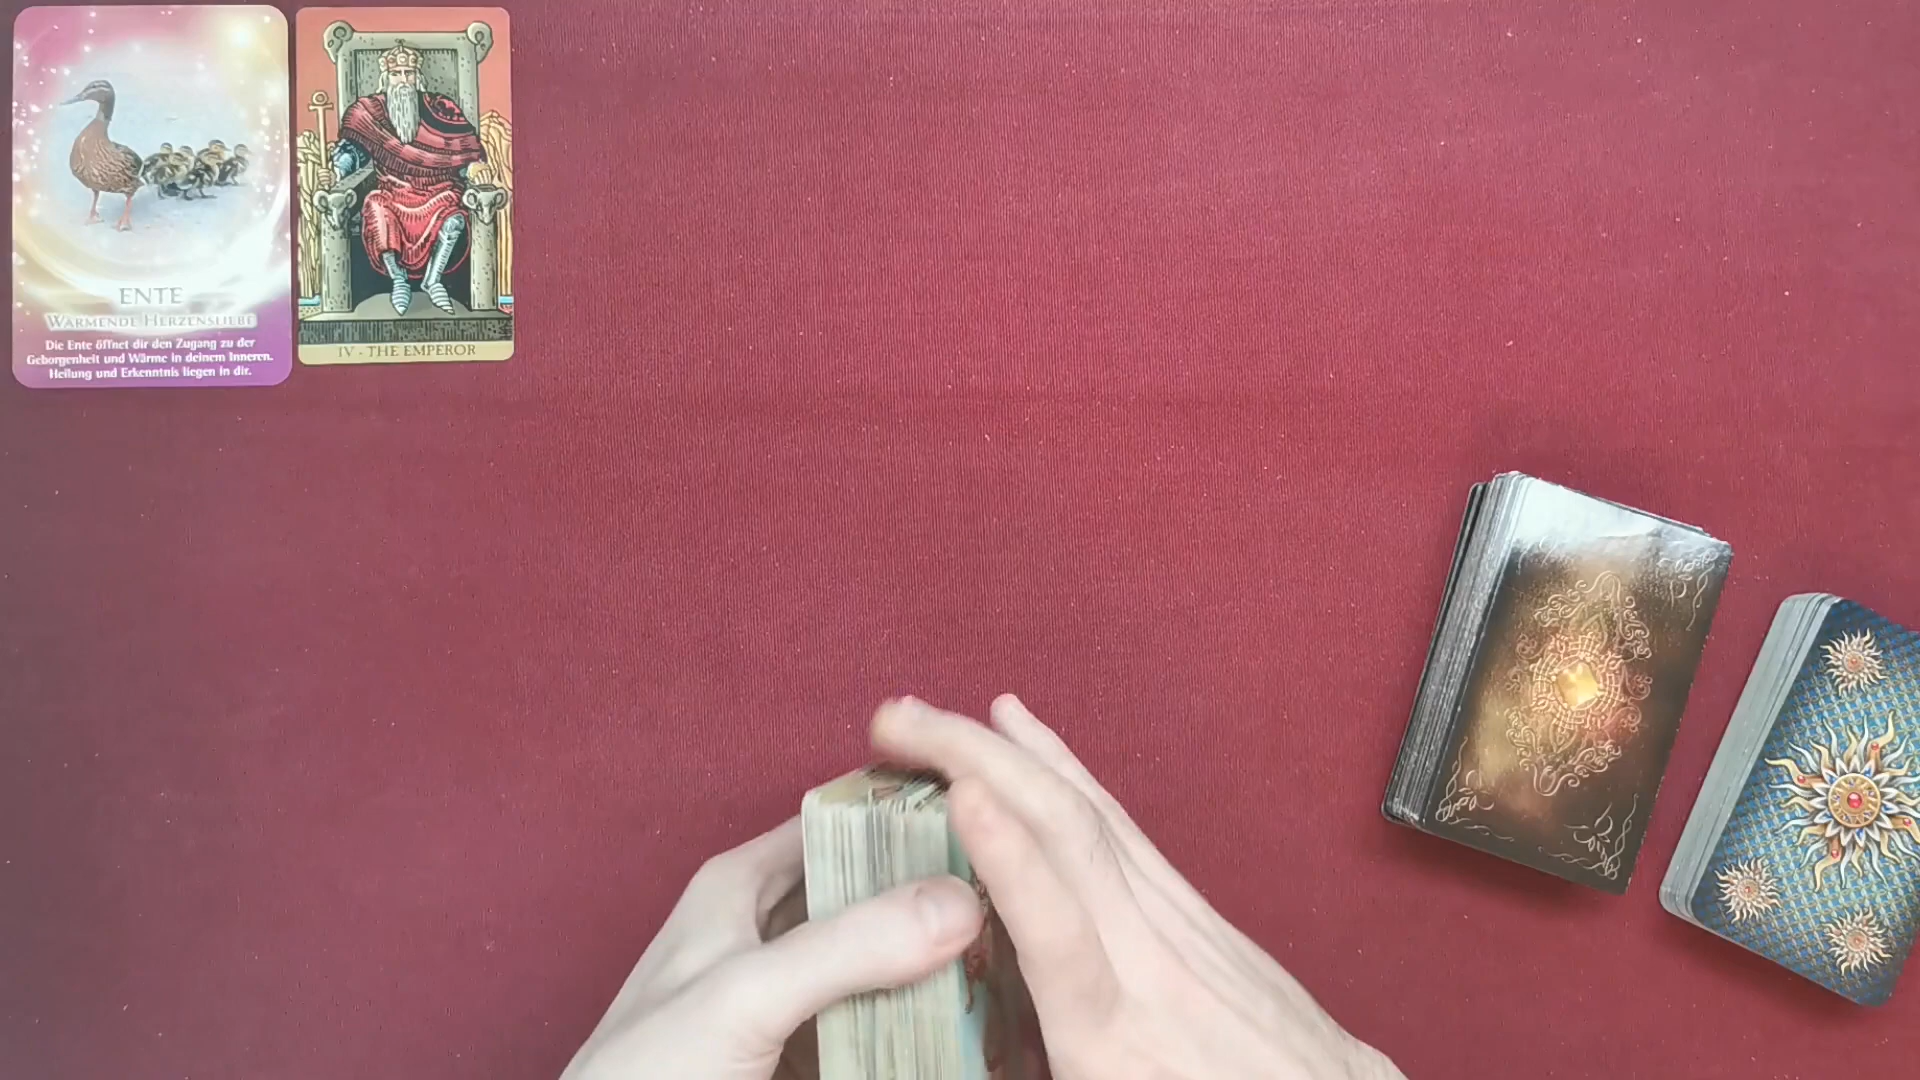 ENTE
WÄRMENDE HERZENSLIEBE
Die Ente öffnet dir den Zugang zu der
Geborgenheit und Wärme in deinem Inneren.
Heilung und Erkenntnis liegen in dir.
IV - THE EMPEROR